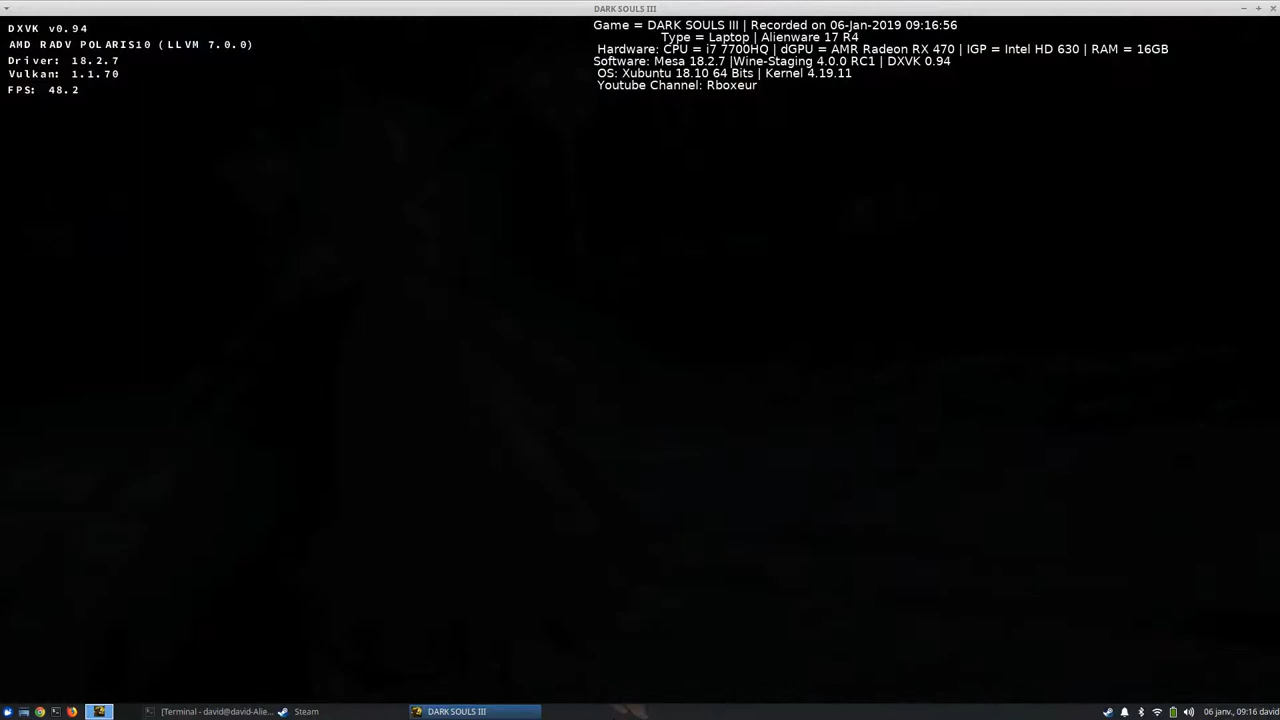 DARK SOULS III
DXVK v0.94
AMD RADV POLARIS10 (LLVM 7.0.0)
Driver: 18.2.7
Vulkan: 1.1.70
FPS: 48.2
Game = DARK SOULS III | Recorded on 06-Jan-2019 09:16:56
Type = Laptop | Alienware 17 R4
Hardware: CPU = i7 7700HQ | dGPU = AMR Radeon RX 470 | IGP = Intel HD 630 | RAM = 16GB
Software: Mesa 18.2.7 |Wine-Staging 4.0.0 RC1 | DXVK 0.94
OS: Xubuntu 18.10 64 Bits | Kernel 4.19.11
Youtube Channel: Rboxeur
[Terminal - david@david-Alie... Steam DARK SOULS III 06 janv., 09:16 david